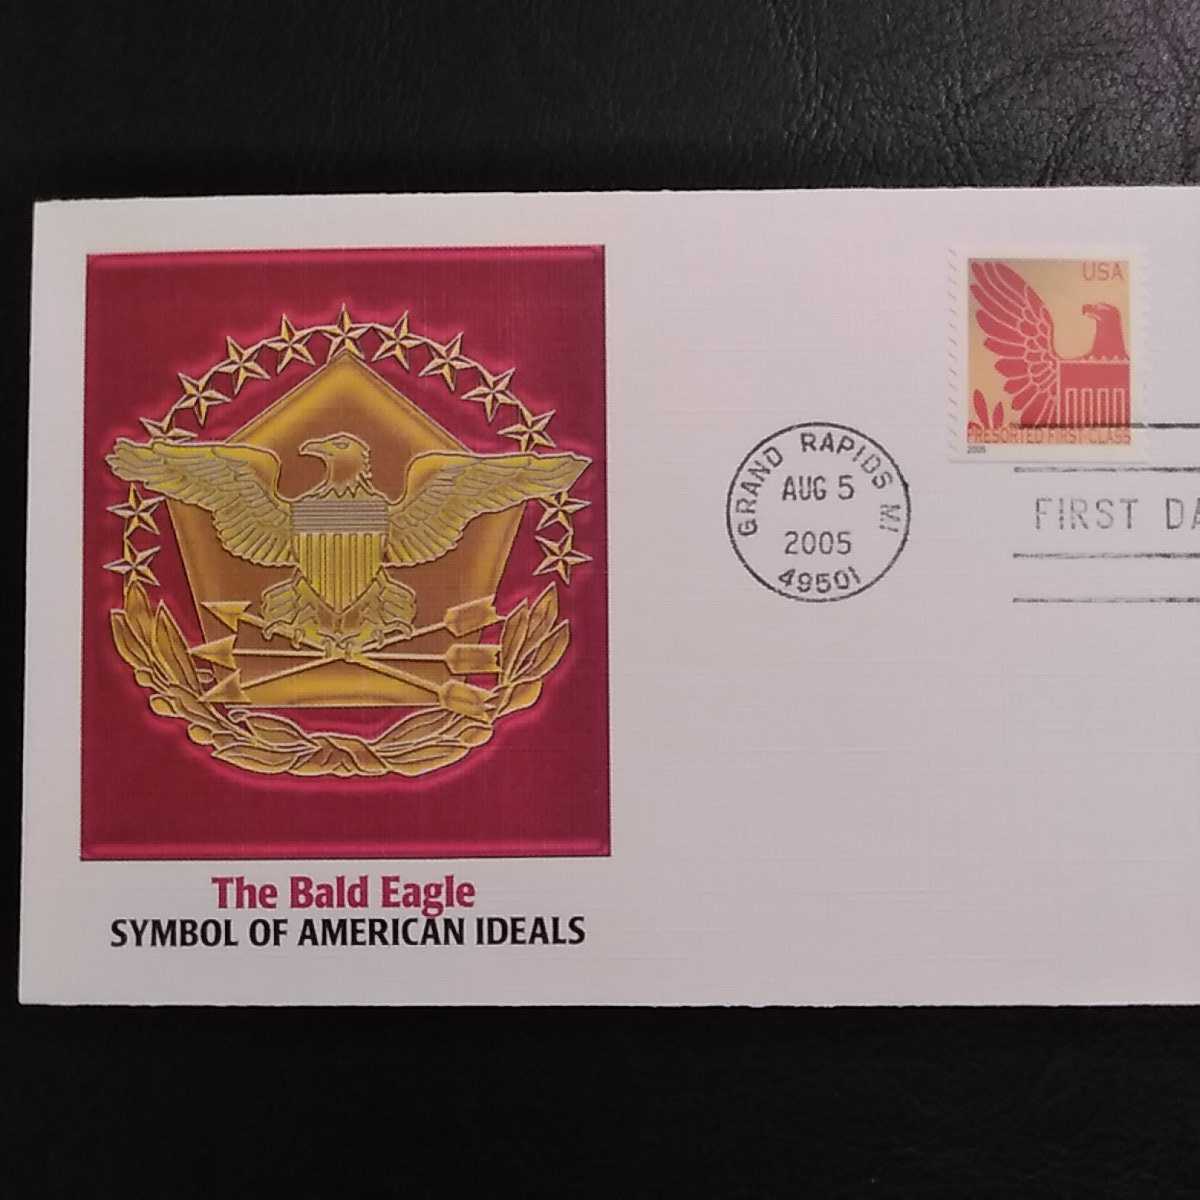 USA
PRESORTED FIRST-CLASS
2005
GRAND RAPIDS MI
AUG 5
2005
49501
FIRST DA
The Bald Eagle
SYMBOL OF AMERICAN IDEALS